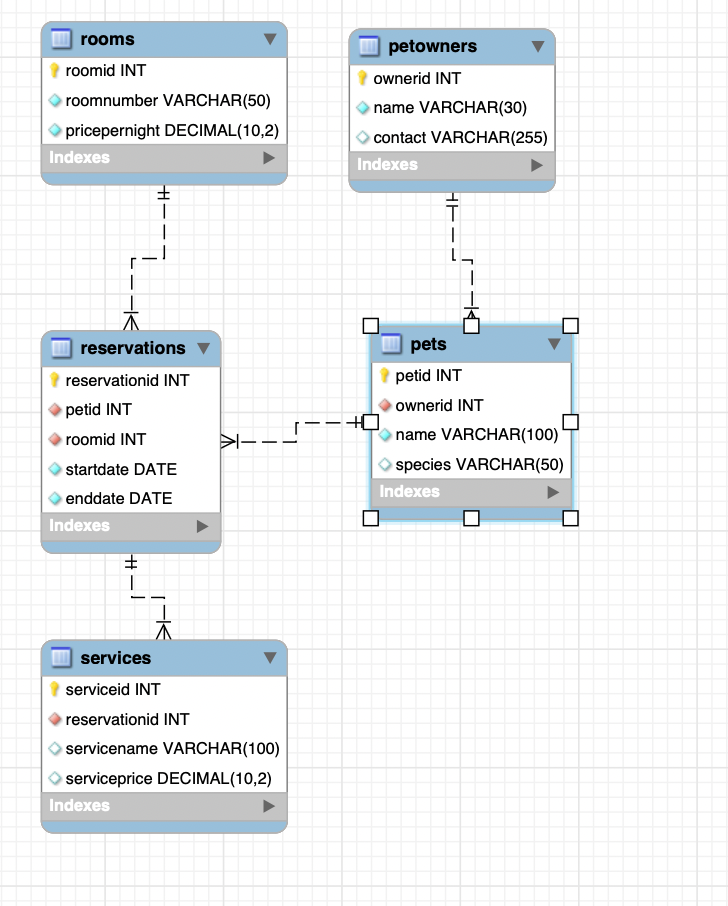 rooms
roomid INT
roomnumber VARCHAR(50)
pricepernight DECIMAL(10,2)
Indexes
petowners
ownerid INT
name VARCHAR(30)
contact VARCHAR(255)
Indexes
reservations
reservationid INT
petid INT
roomid INT
startdate DATE
enddate DATE
Indexes
pets
petid INT
ownerid INT
name VARCHAR(100)
species VARCHAR(50)
Indexes
services
serviceid INT
reservationid INT
servicename VARCHAR(100)
serviceprice DECIMAL(10,2)
Indexes